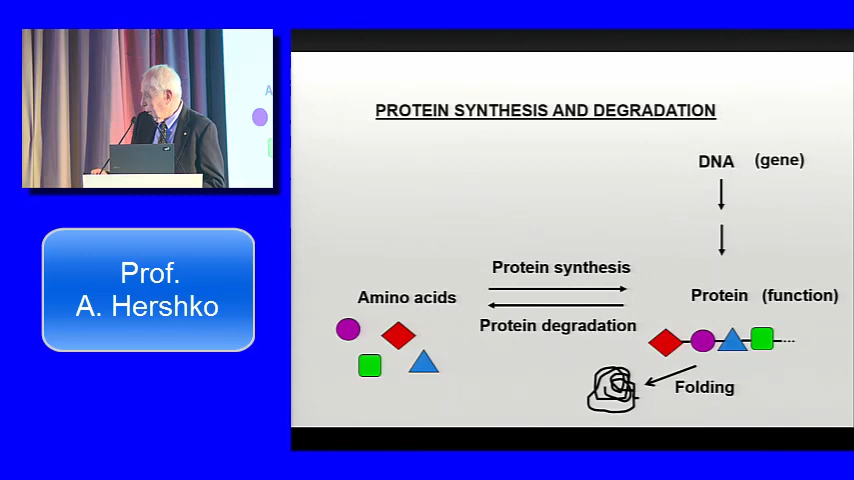 PROTEIN SYNTHESIS AND DEGRADATION
DNA (gene)
Protein synthesis
Amino acids
Protein (function)
Protein degradation
Folding
Prof.
A. Hershko